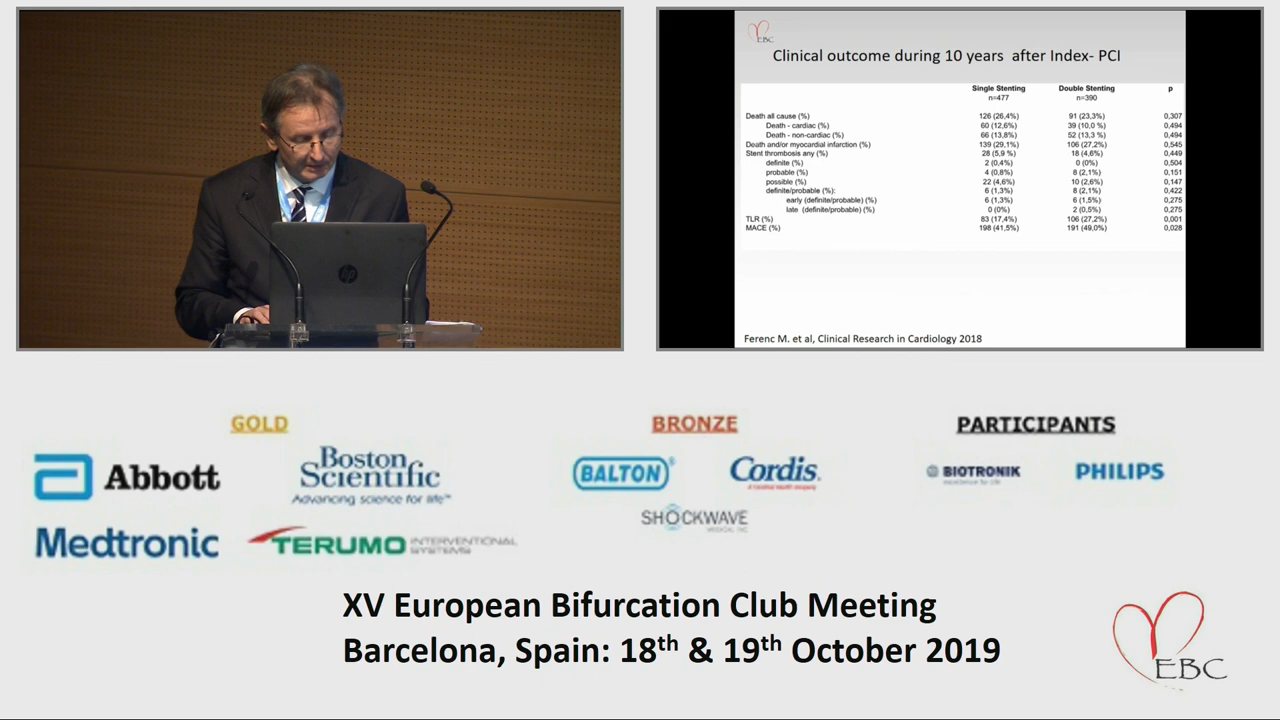 EBC
Clinical outcome during 10 years after Index- PCI
Single Stenting Double Stenting p
n=477 n=390
Death all cause (%) 126 (26,4%) 91 (23,3%) 0,307
Death - cardiac (%) 60 (12,6%) 39 (10,0 %) 0,494
Death - non-cardiac (%) 66 (13,8%) 52 (13,3 %) 0,494
Death and/or myocardial infarction (%) 139 (29,1%) 106 (27,2%) 0,545
Stent thrombosis any (%) 28 (5,9 %) 18 (4,6%) 0,449
definite (%) 2 (0,4%) 0 (0%) 0,504
probable (%) 4 (0,8%) 8 (2,1%) 0,151
possible (%) 22 (4,6%) 10 (2,6%) 0,147
definite/probable (%): 6 (1,3%) 8 (2,1%) 0,422
early (definite/probable) (%) 6 (1,3%) 6 (1,5%) 0,275
late (definite/probable) (%) 0 (0%) 2 (0,5%) 0,275
TLR (%) 83 (17,4%) 106 (27,2%) 0,001
MACE (%) 198 (41,5%) 191 (49,0%) 0,028
Ferenc M. et al, Clinical Research in Cardiology 2018
hp
GOLD
BRONZE
PARTICIPANTS
Abbott
Boston
Scientific
Advancing science for life™
BALTON®
Cordis.
BIOTRONIK
excellence for life
PHILIPS
SHOCKWAVE
MEDICAL INC
Medtronic
TERUMO INTERVENTIONAL
SYSTEMS
XV European Bifurcation Club Meeting
Barcelona, Spain: 18th & 19th October 2019
EBC